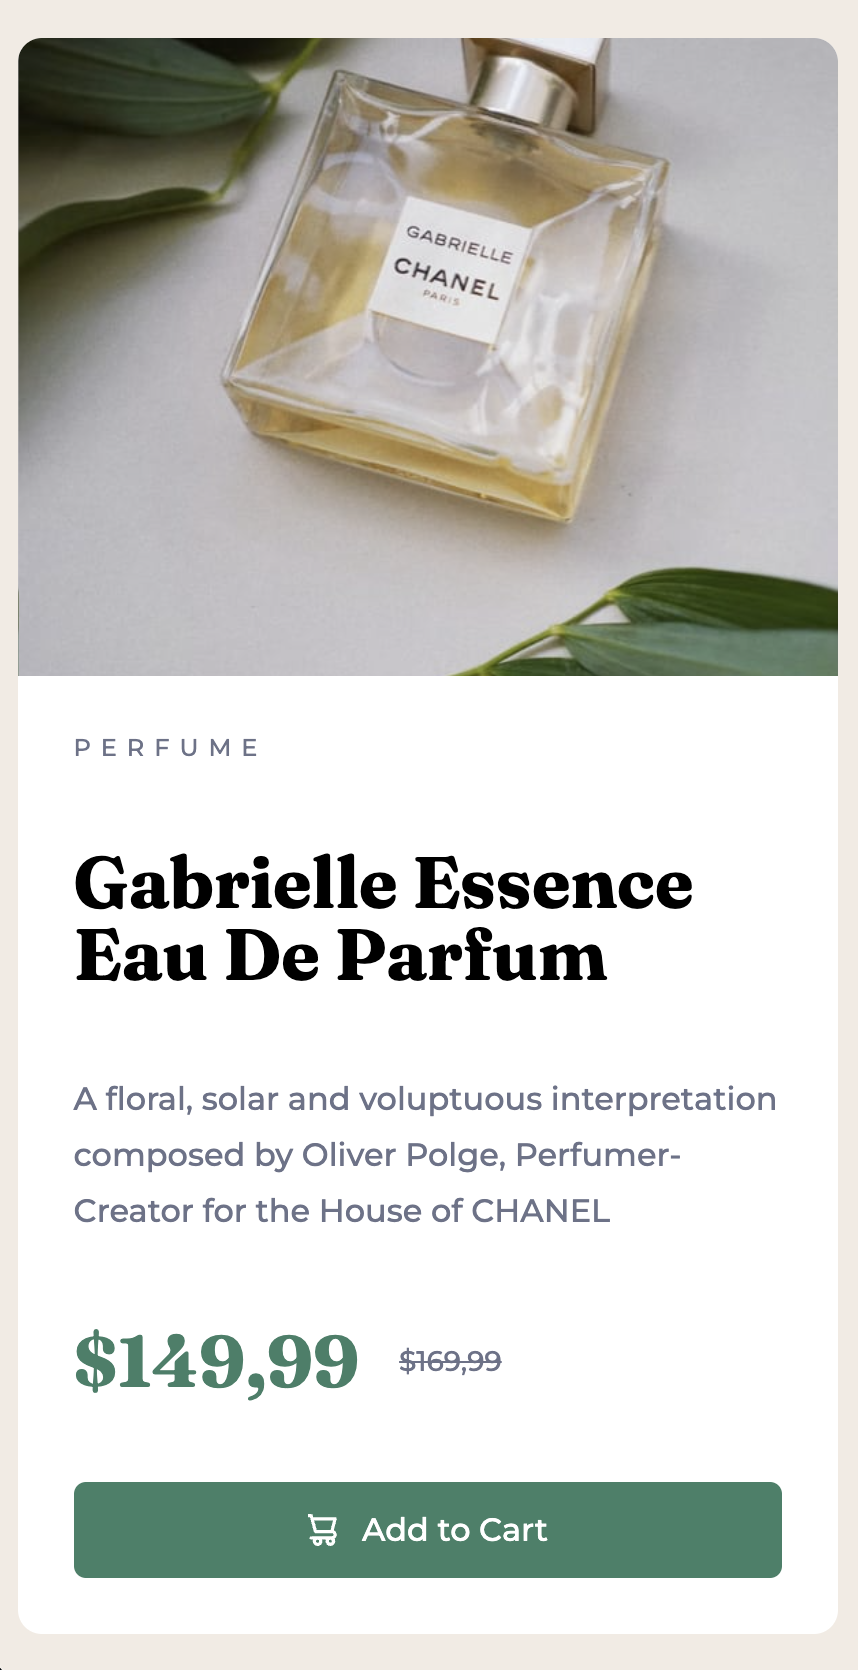 GABRIELLE
CHANEL
PARIS
PERFUME
Gabrielle Essence
Eau De Parfum
A floral, solar and voluptuous interpretation
composed by Oliver Polge, Perfumer-
Creator for the House of CHANEL
$149,99 $169,99
Add to Cart